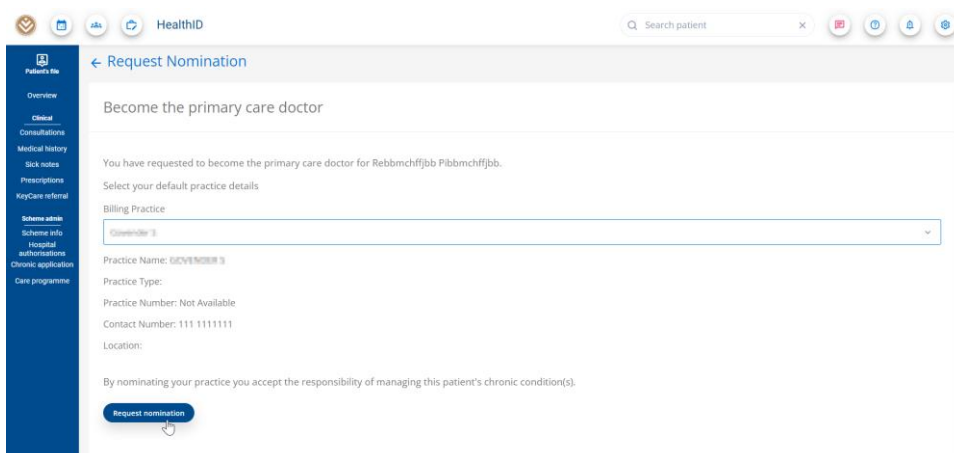 HealthID
Search patient
Patient's file
Overview
Clinical
Consultations
Medical history
Sick notes
Prescriptions
KeyCare referral
Scheme admin
Scheme info
Hospital
authorisations
Chronic application
Care programme
Request Nomination
Become the primary care doctor
You have requested to become the primary care doctor for Rebbmchffjbb Pibbmchffjbb.
Select your default practice details
Billing Practice
Practice Name:
Practice Type:
Practice Number: Not Available
Contact Number: 111 1111111
Location:
By nominating your practice you accept the responsibility of managing this patient's chronic condition(s).
Request nomination